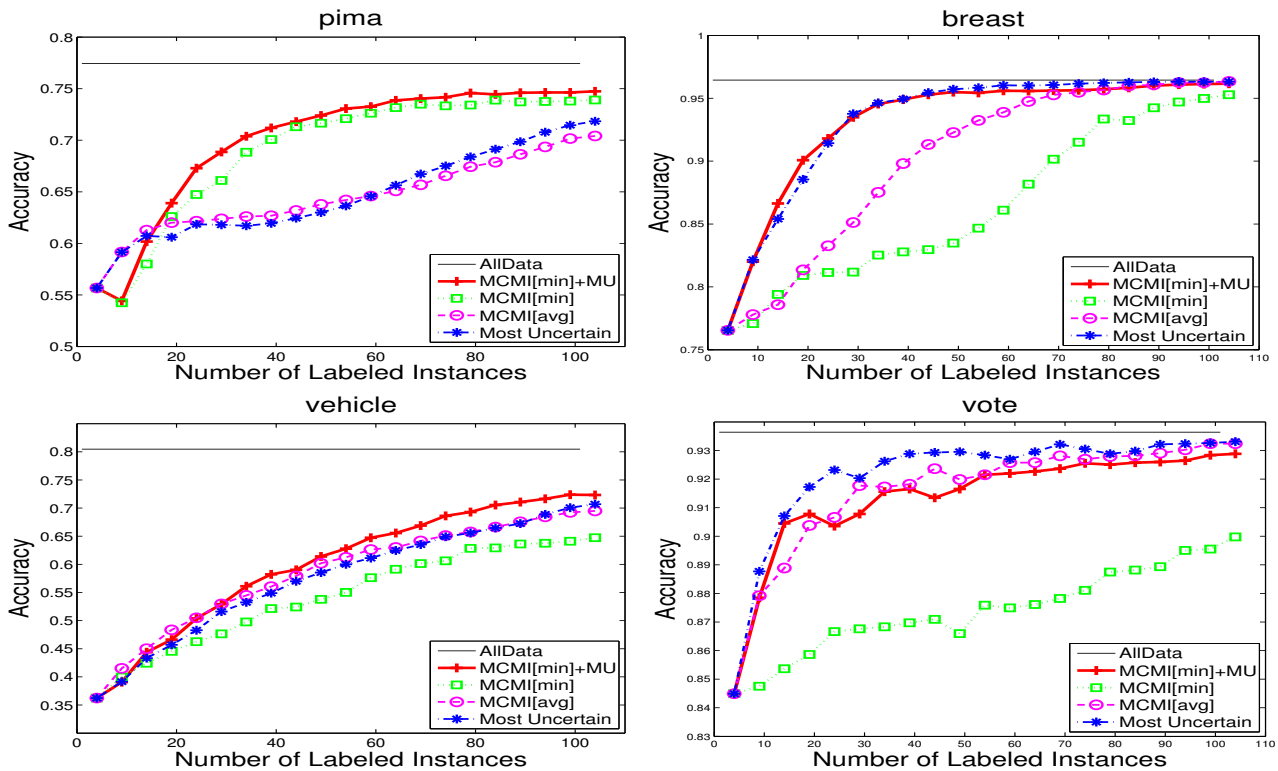 pima
0.8
0.75
0.7
0.65
0.6
0.55
0.5
Accuracy
0 20 40 60 80 100
Number of Labeled Instances
AllData
MCMI[min]+MU
MCMI[min]
MCMI[avg]
Most Uncertain
breast
1
0.95
0.9
0.85
0.8
0.75
Accuracy
0 10 20 30 40 50 60 70 80 90 100 110
Number of Labeled Instances
AllData
MCMI[min]+MU
MCMI[min]
MCMI[avg]
Most Uncertain
vehicle
0.8
0.7
0.6
0.55
0.5
0.45
0.4
0.35
Accuracy
0 20 40 60 80 100
Number of Labeled Instances
AllData
MCMI[min]+MU
MCMI[min]
MCMI[avg]
Most Uncertain
vote
0.93
0.92
0.91
0.9
0.89
0.88
0.87
0.86
0.85
0.84
0.83
Accuracy
0 10 20 30 40 50 60 70 80 90 100 110
Number of Labeled Instances
AllData
MCMI[min]+MU
MCMI[min]
MCMI[avg]
Most Uncertain